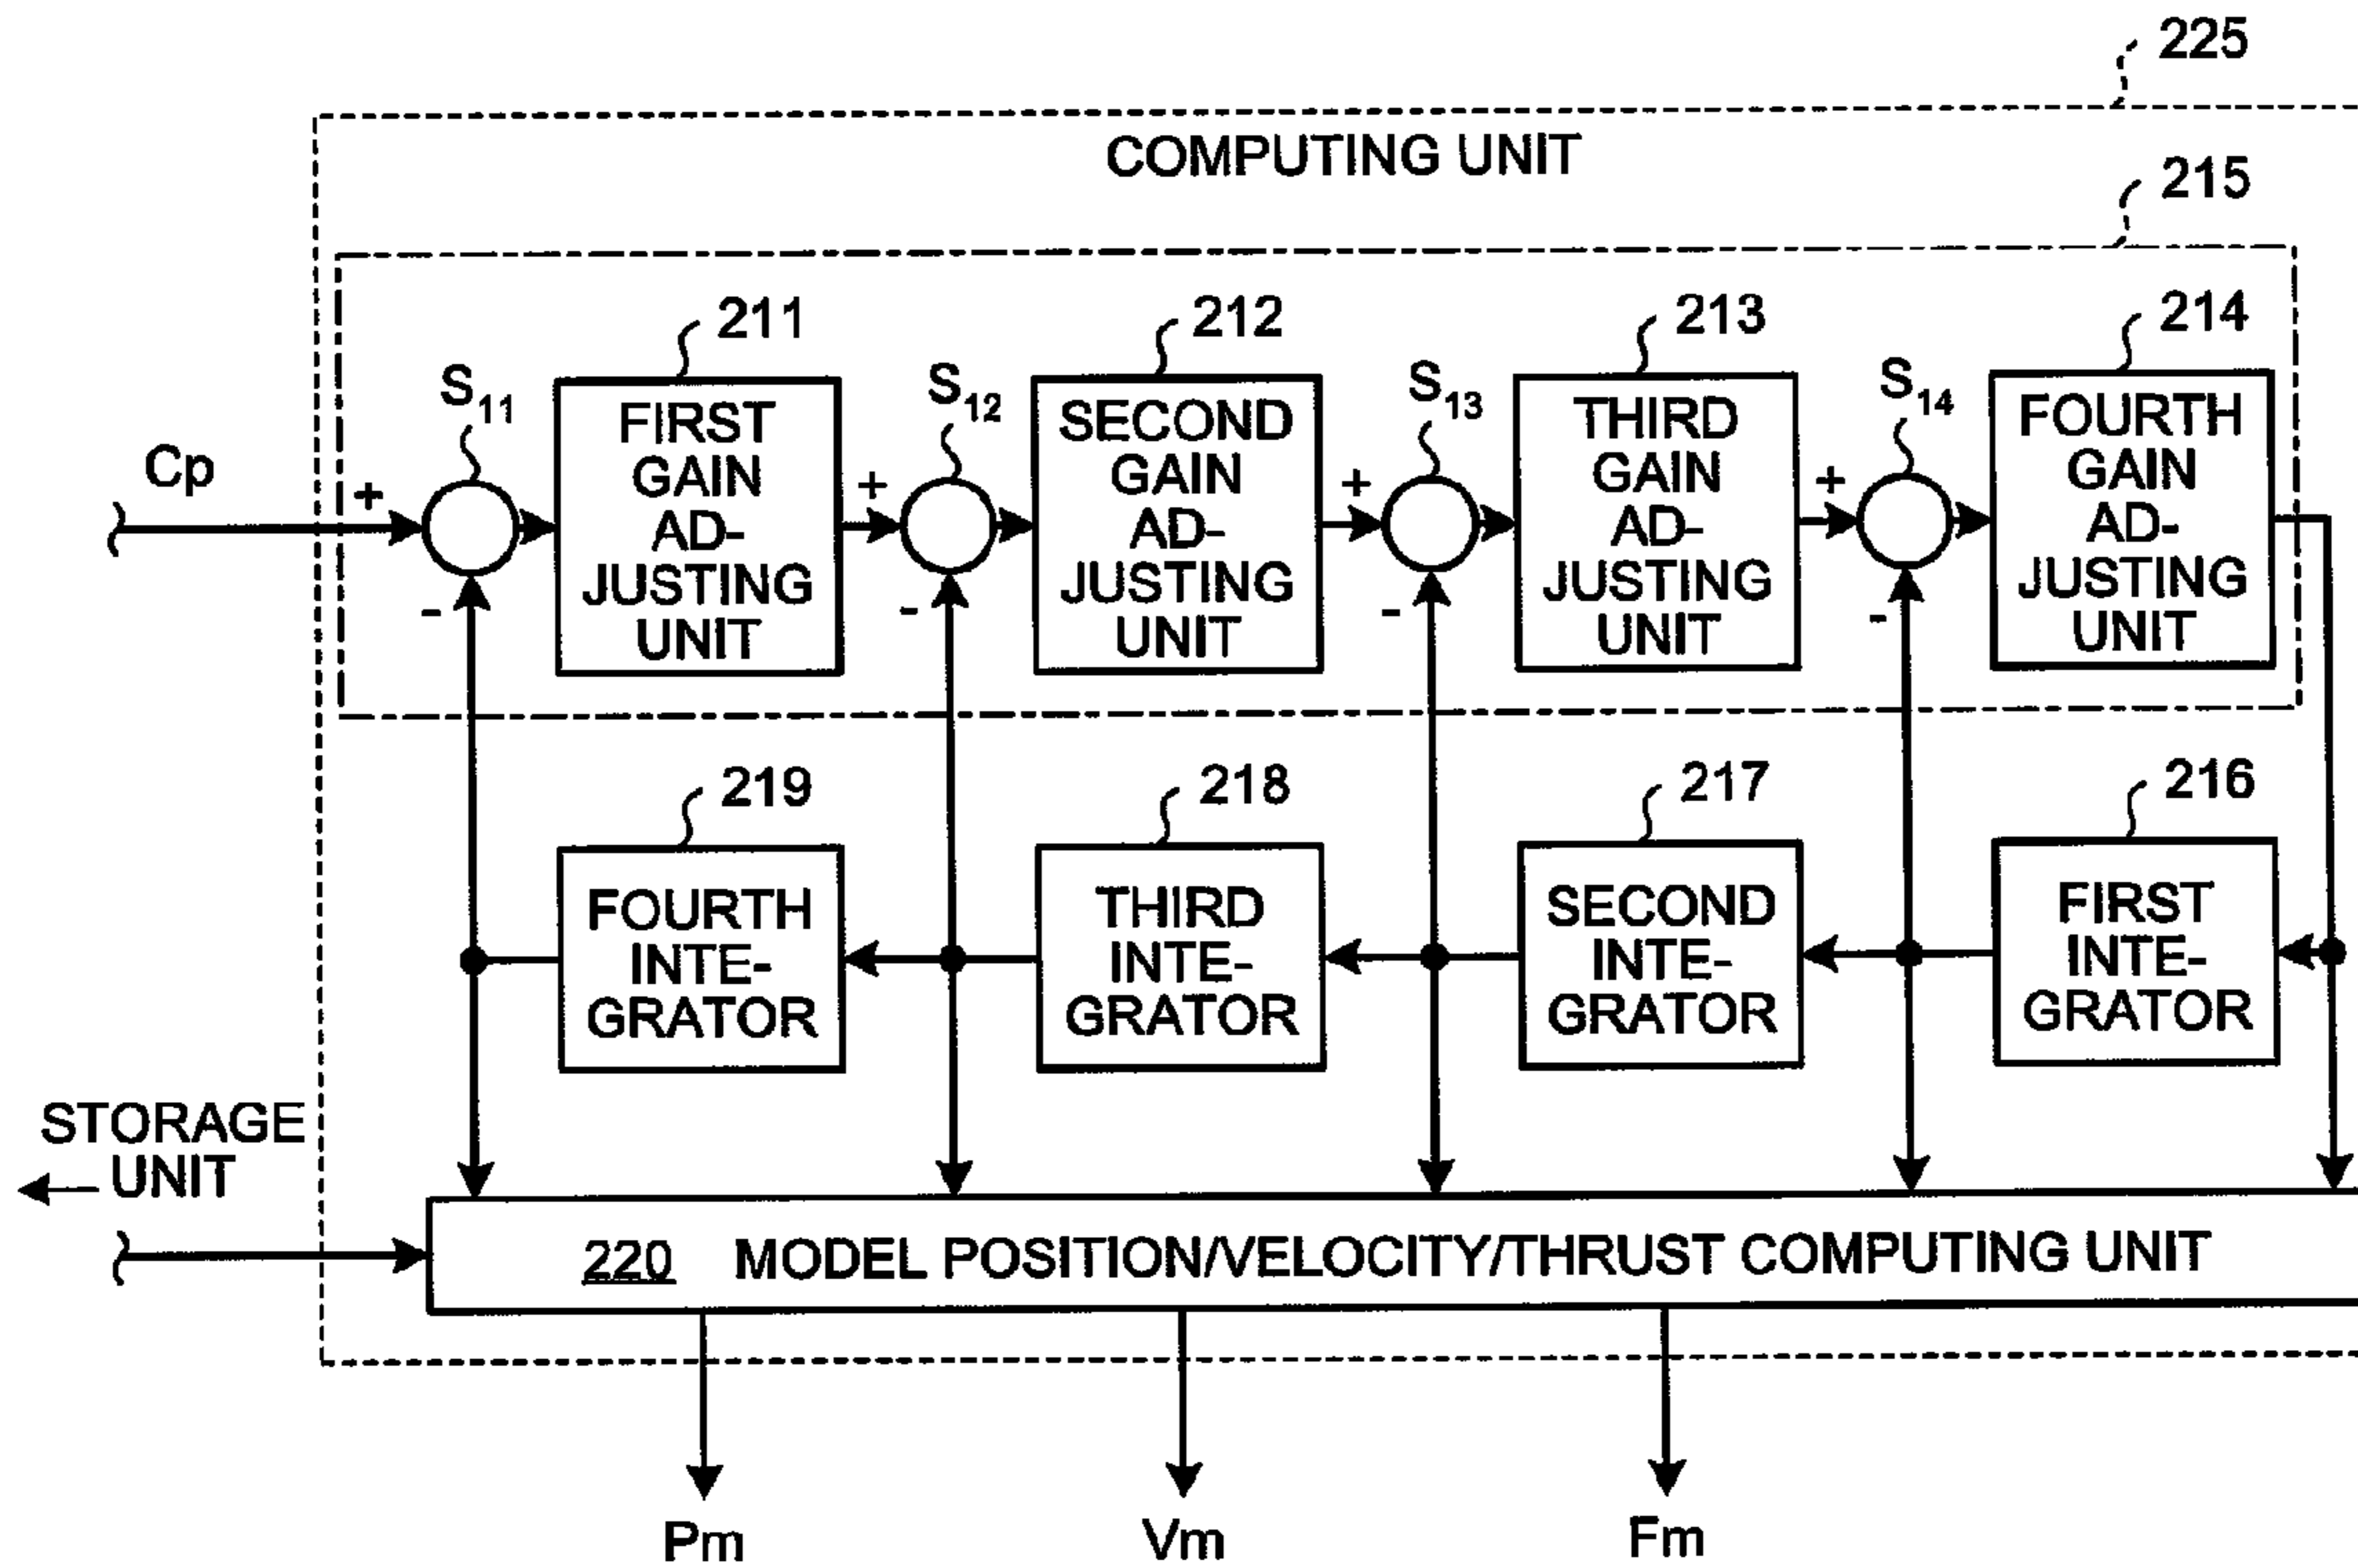 225
COMPUTING UNIT
215
211
212
213
214
S11
S12
S13
S14
Cp
+
-
FIRST
GAIN
AD-
JUSTING
UNIT
+
-
SECOND
GAIN
AD-
JUSTING
UNIT
+
-
THIRD
GAIN
AD-
JUSTING
UNIT
+
-
FOURTH
GAIN
AD-
JUSTING
UNIT
219
218
217
216
FOURTH
INTE-
GRATOR
THIRD
INTE-
GRATOR
SECOND
INTE-
GRATOR
FIRST
INTE-
GRATOR
STORAGE
UNIT
220 MODEL POSITION/VELOCITY/THRUST COMPUTING UNIT
Pm
Vm
Fm